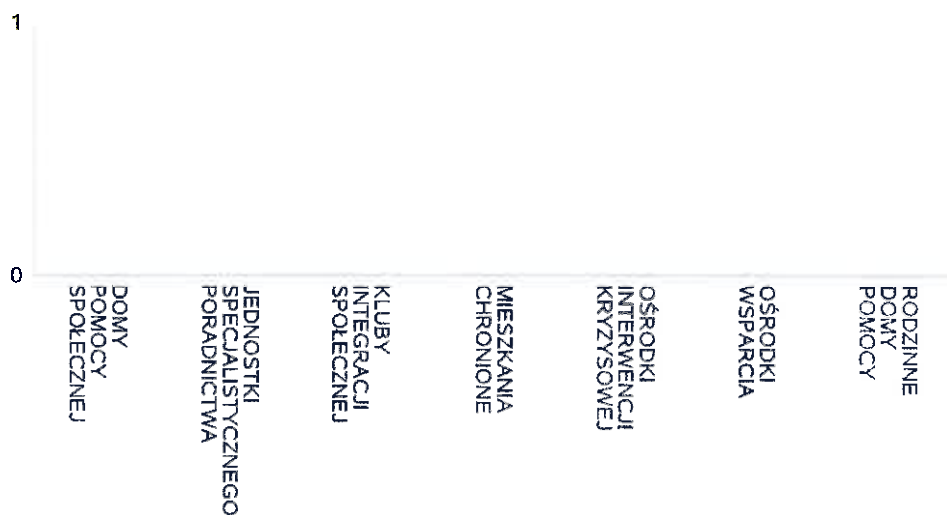 1
0
DOMY
POMOCY
SPOŁECZNEJ
JEDNOSTKI
SPECJALISTYCZNEGO
PORADNICTWA
KLUBY
INTEGRACJI
SPOŁECZNEJ
MIESZKANIA
CHRONIONE
OŚRODKI
INTERWENCJI
KRYZYSOWEJ
OŚRODKI
WSPARCIA
RODZINNE
DOMY
POMOCY